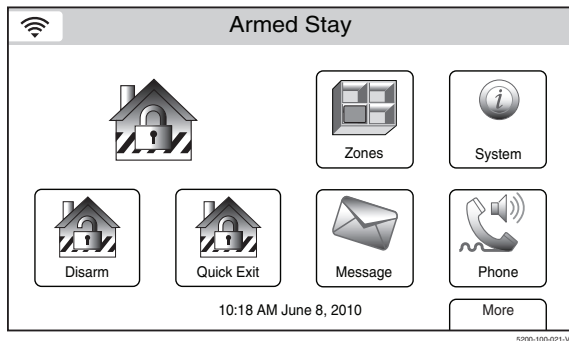 Armed Stay
Zones
System
Disarm
Quick Exit
Message
Phone
10:18 AM June 8, 2010
More
5200-100-021-V